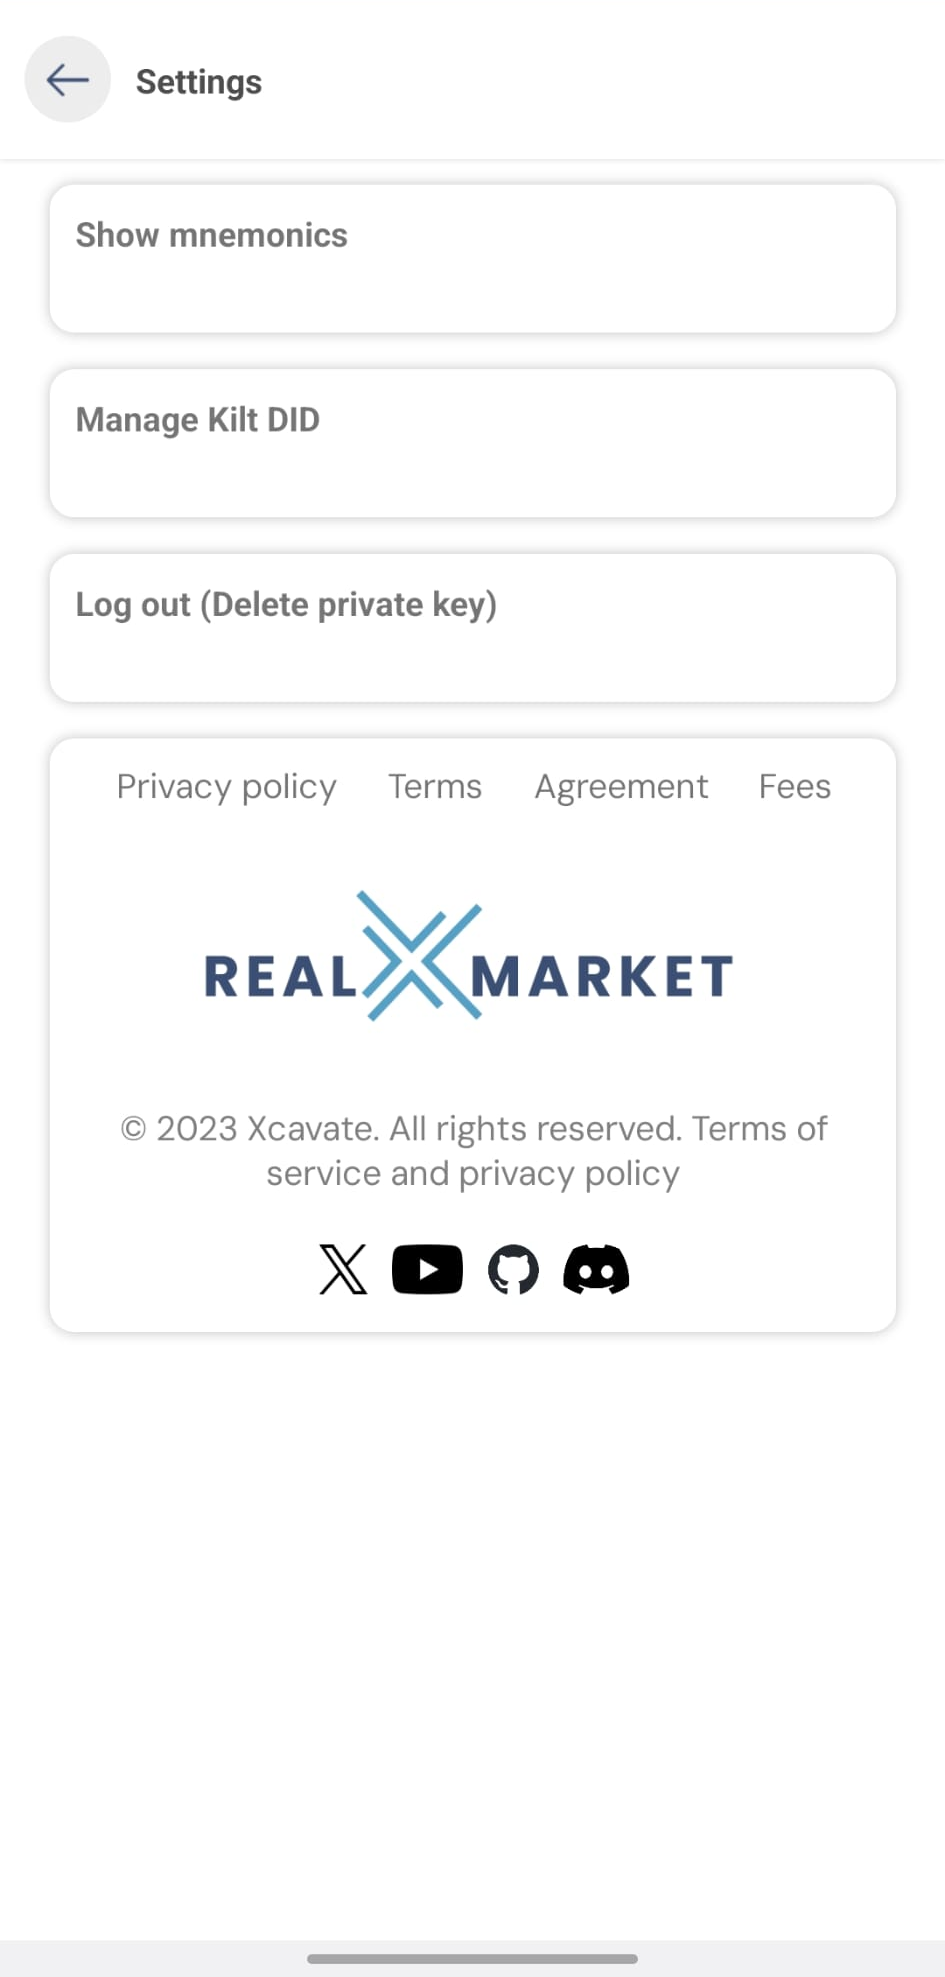 Settings
Show mnemonics
Manage Kilt DID
Log out (Delete private key)
Privacy policy Terms Agreement Fees
REAL X MARKET
© 2023 Xcavate. All rights reserved. Terms of
service and privacy policy